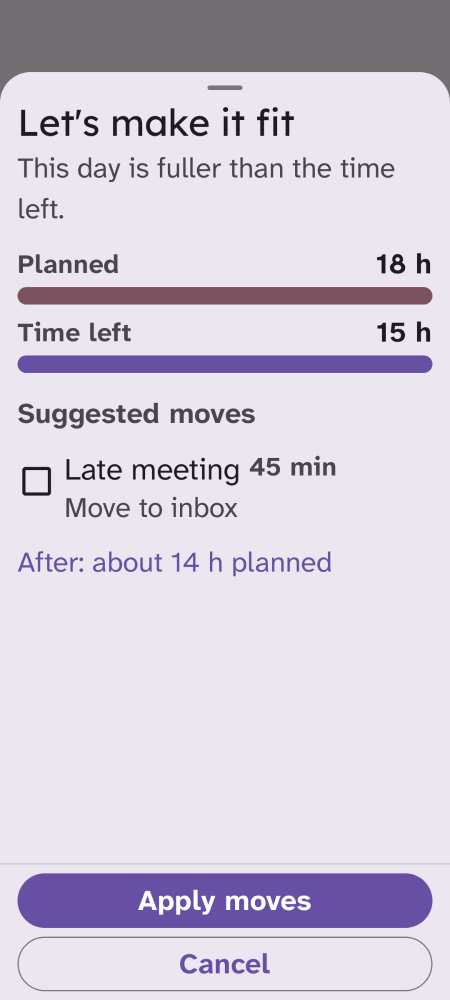 Let's make it fit
This day is fuller than the time
left.
Planned 18 h
Time left 15 h
Suggested moves
Late meeting 45 min
Move to inbox
After: about 14 h planned
Apply moves
Cancel